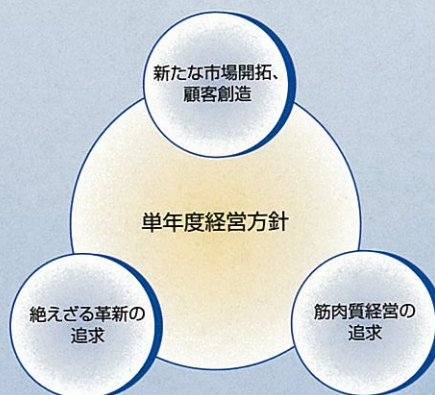 新たな市場開拓、
顧客創造
単年度経営方針
絶えざる革新の
追求
筋肉質経営の
追求